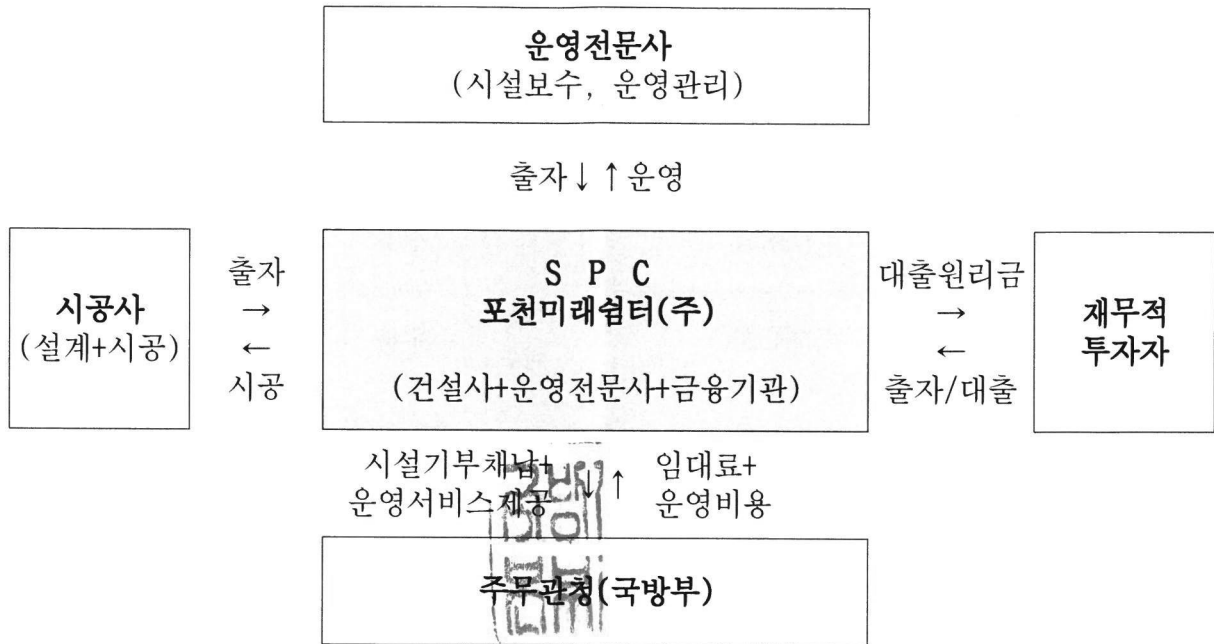 운영전문사
(시설보수, 운영관리)
출자↓ ↑운영
시공사
(설계+시공)
출자
→
←
시공
S P C
포천미래쉼터(주)
(건설사+운영전문사+금융기관)
대출원리금
→
←
출자/대출
재무적
투자자
시설기부채납+
운영서비스제공
↓ ↑
임대료+
운영비용
주무관청(국방부)